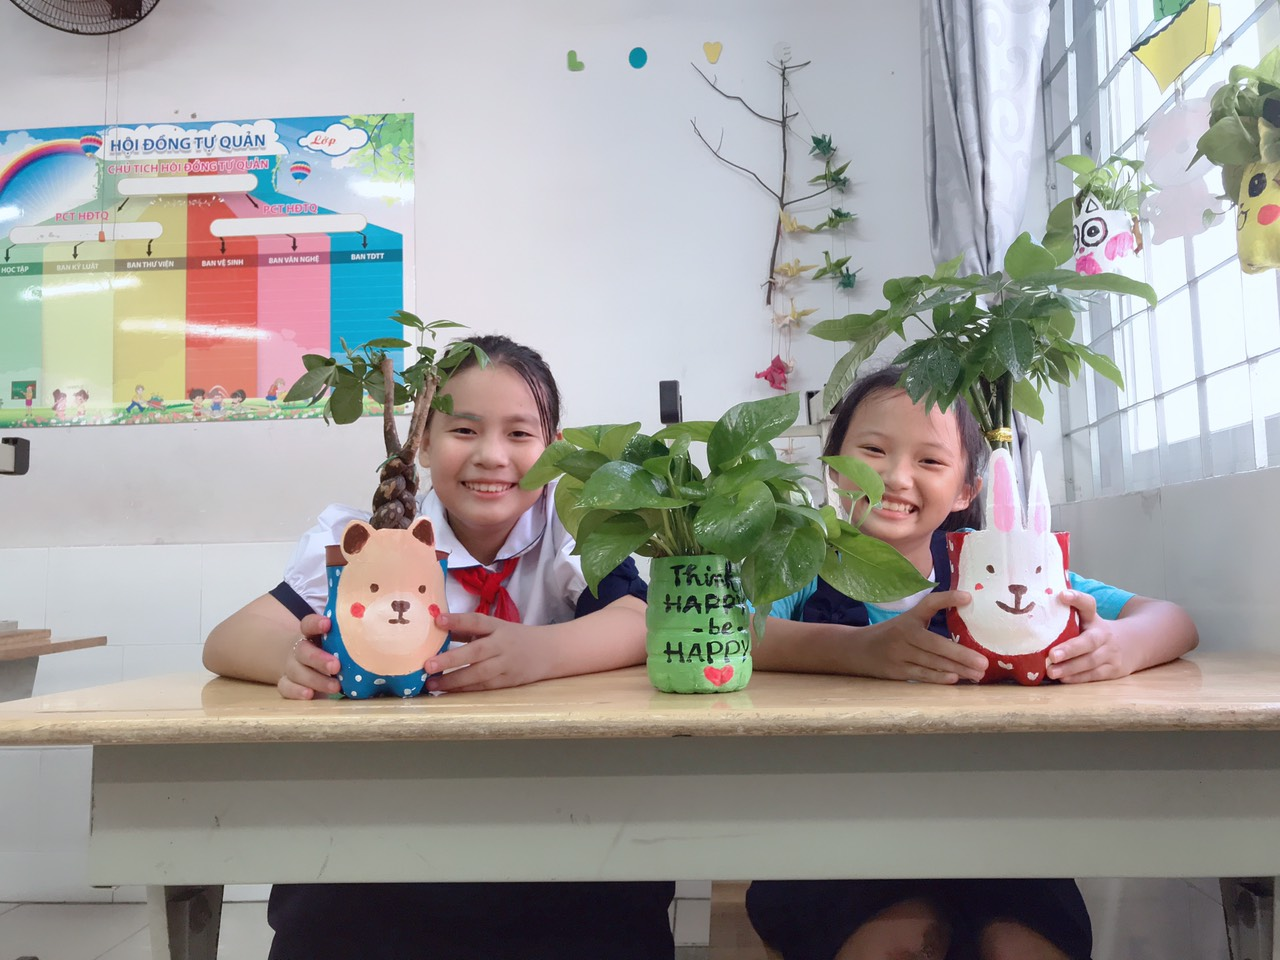 HỘI ĐỒNG TỰ QUẢN
Lớp
CHỦ TỊCH HỘI ĐỒNG TỰ QUẢN
PCT HĐTQ
PCT HĐTQ
HỌC TẬP
BAN KỶ LUẬT
BAN THƯ VIỆN
BAN VỆ SINH
BAN VĂN NGHỆ
BAN TDTT
L O V
Think
HAPPY
-be-
HAPPY